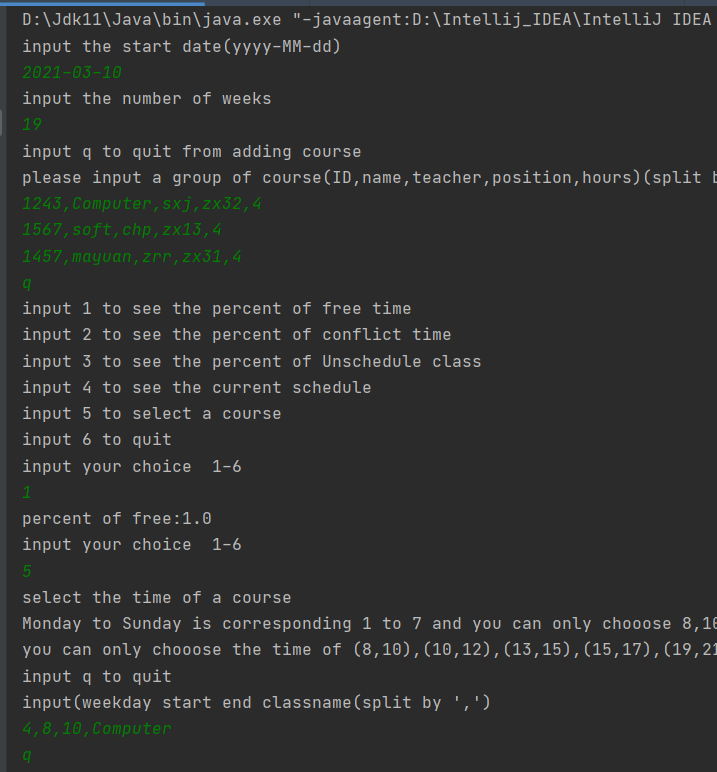 D:\Jdk11\Java\bin\java.exe "-javaagent:D:\Intellij_IDEA\IntelliJ IDEA
input the start date(yyyy-MM-dd)
2021-03-10
input the number of weeks
19
input q to quit from adding course
please input a group of course(ID,name,teacher,position,hours)(split b
1243,Computer,sxj,zx32,4
1567,soft,chp,zx13,4
1457,mayuan,zrr,zx31,4
q
input 1 to see the percent of free time
input 2 to see the percent of conflict time
input 3 to see the percent of Unschedule class
input 4 to see the current schedule
input 5 to select a course
input 6 to quit
input your choice  1-6
1
percent of free:1.0
input your choice  1-6
5
select the time of a course
Monday to Sunday is corresponding 1 to 7 and you can only chooose 8,10
you can only chooose the time of (8,10),(10,12),(13,15),(15,17),(19,21
input q to quit
input(weekday start end classname(split by ',')
4,8,10,Computer
q